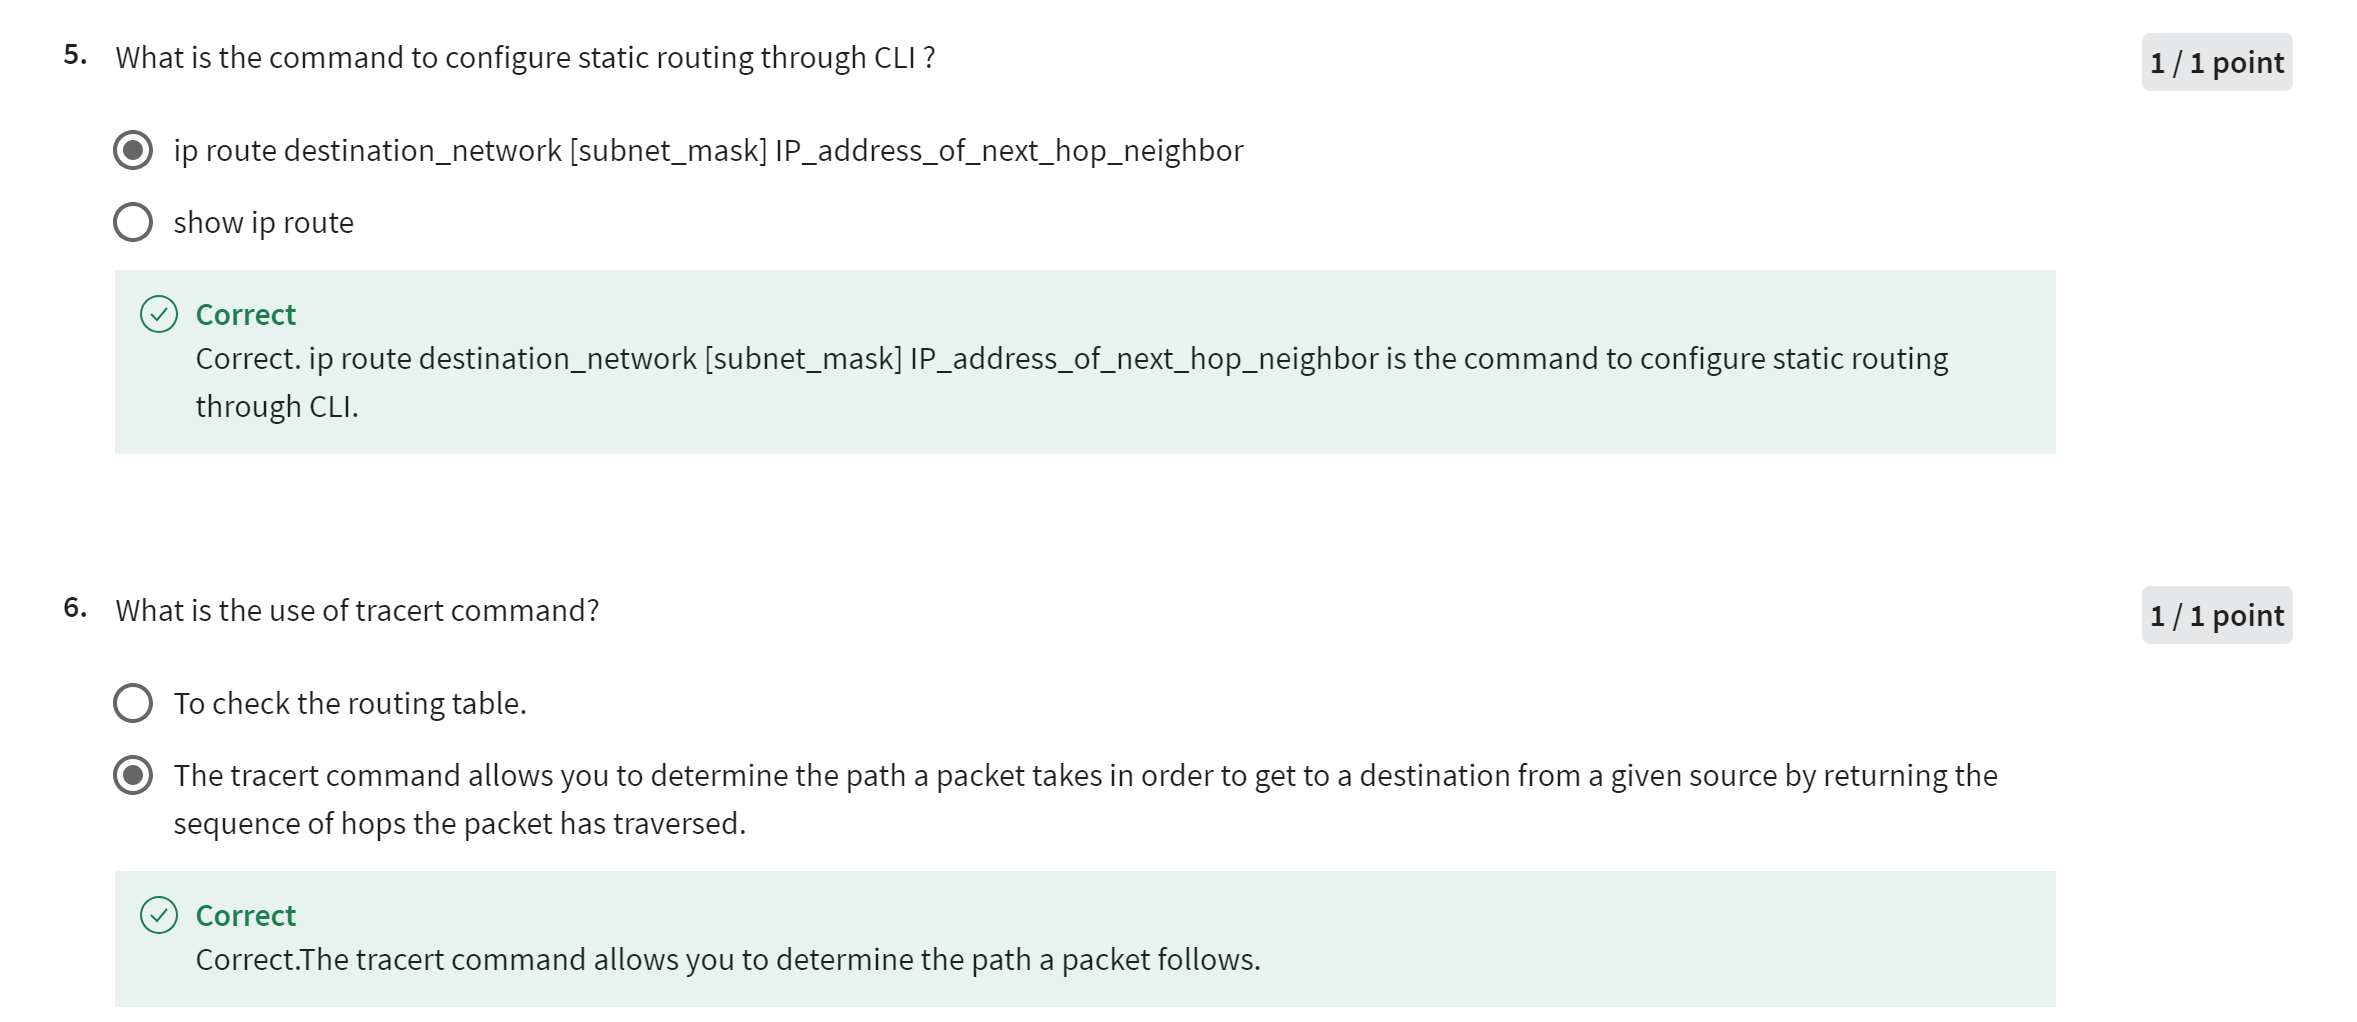 5. What is the command to configure static routing through CLI ?
1 / 1 point
ip route destination_network [subnet_mask] IP_address_of_next_hop_neighbor
show ip route
Correct
Correct. ip route destination_network [subnet_mask] IP_address_of_next_hop_neighbor is the command to configure static routing
through CLI.
6. What is the use of tracert command?
1 / 1 point
To check the routing table.
The tracert command allows you to determine the path a packet takes in order to get to a destination from a given source by returning the
sequence of hops the packet has traversed.
Correct
Correct.The tracert command allows you to determine the path a packet follows.